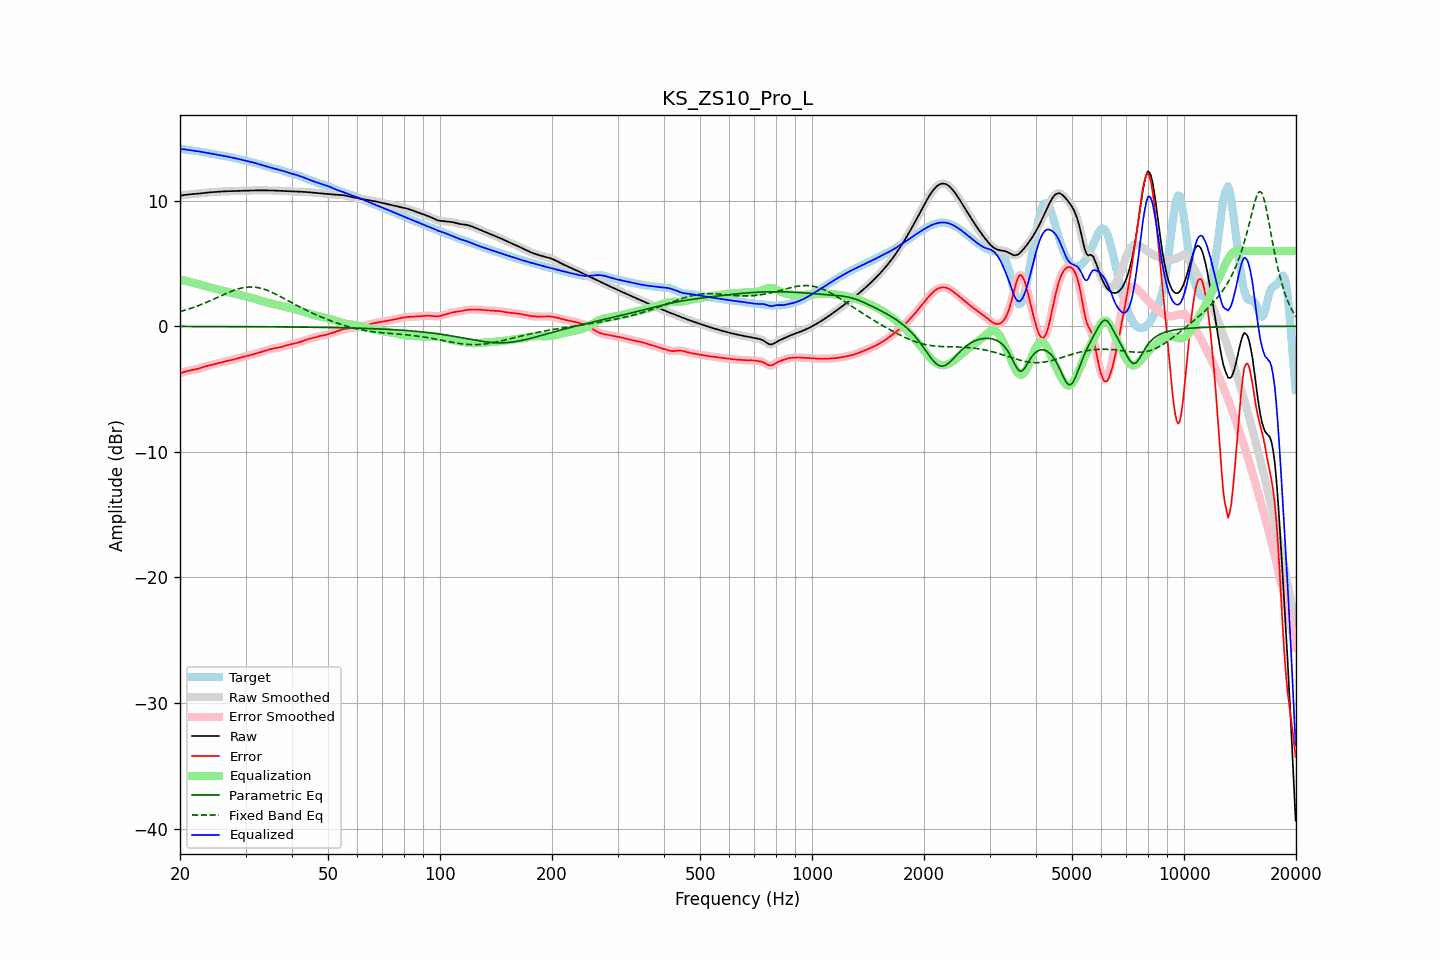 KS_ZS10_Pro_L
Amplitude (dBr)
10
0
−10
−20
−30
−40
Target
Raw Smoothed
Error Smoothed
Raw
Error
Equalization
Parametric Eq
Fixed Band Eq
Equalized
20 50 100 200 500 1000 2000 5000 10000 20000
Frequency (Hz)